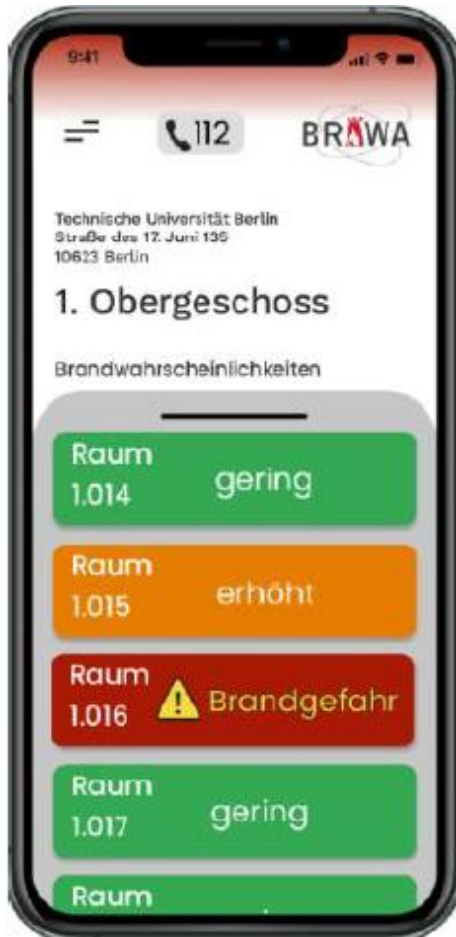 9:41
112
BRAWA
Technische Universität Berlin
Straße des 17. Juni 135
10623 Berlin
1. Obergeschoss
Brandwahrscheinlichkeiten
Raum
1.014
gering
Raum
1.015
erhöht
Raum
1.016
Brandgefahr
Raum
1.017
gering
Raum